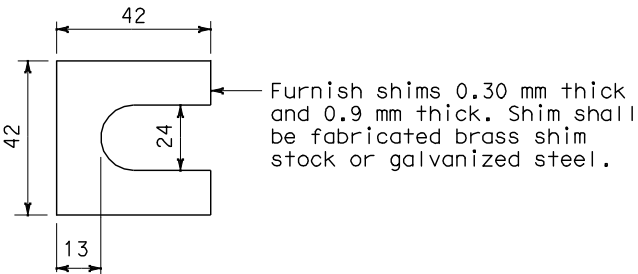 42
Furnish shims 0.30 mm thick
and 0.9 mm thick. Shim shall
be fabricated brass shim
stock or galvanized steel.
42
24
13